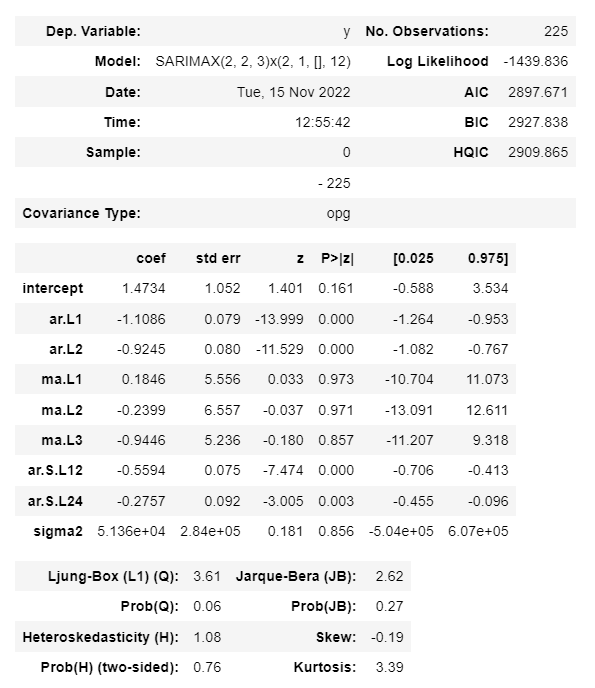 Dep. Variable: y No. Observations: 225
Model: SARIMAX(2, 2, 3)x(2, 1, [], 12) Log Likelihood -1439.836
Date: Tue, 15 Nov 2022 AIC 2897.671
Time: 12:55:42 BIC 2927.838
Sample: 0 HQIC 2909.865
- 225
Covariance Type: opg
coef std err z P>|z| [0.025 0.975]
intercept 1.4734 1.052 1.401 0.161 -0.588 3.534
ar.L1 -1.1086 0.079 -13.999 0.000 -1.264 -0.953
ar.L2 -0.9245 0.080 -11.529 0.000 -1.082 -0.767
ma.L1 0.1846 5.556 0.033 0.973 -10.704 11.073
ma.L2 -0.2399 6.557 -0.037 0.971 -13.091 12.611
ma.L3 -0.9446 5.236 -0.180 0.857 -11.207 9.318
ar.S.L12 -0.5594 0.075 -7.474 0.000 -0.706 -0.413
ar.S.L24 -0.2757 0.092 -3.005 0.003 -0.455 -0.096
sigma2 5.136e+04 2.84e+05 0.181 0.856 -5.04e+05 6.07e+05
Ljung-Box (L1) (Q): 3.61 Jarque-Bera (JB): 2.62
Prob(Q): 0.06 Prob(JB): 0.27
Heteroskedasticity (H): 1.08 Skew: -0.19
Prob(H) (two-sided): 0.76 Kurtosis: 3.39